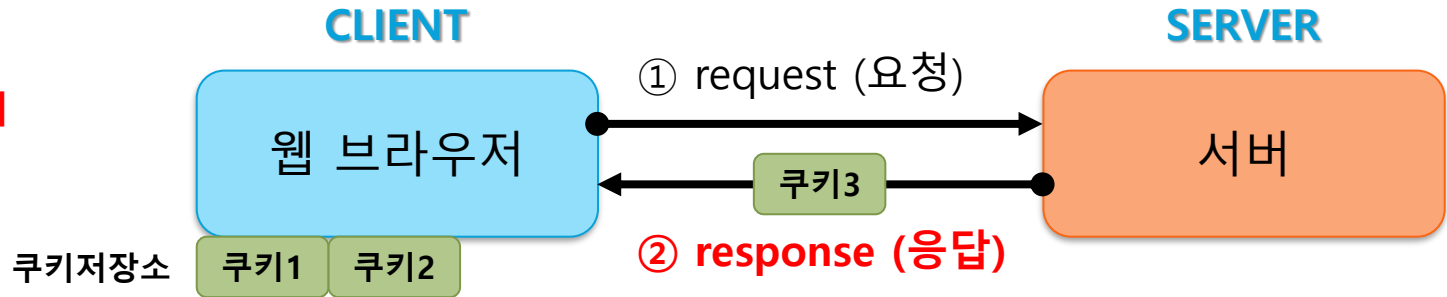 CLIENT
SERVER
① request (요청)
웹 브라우저
서버
쿠키3
② response (응답)
쿠키저장소
쿠키1
쿠키2